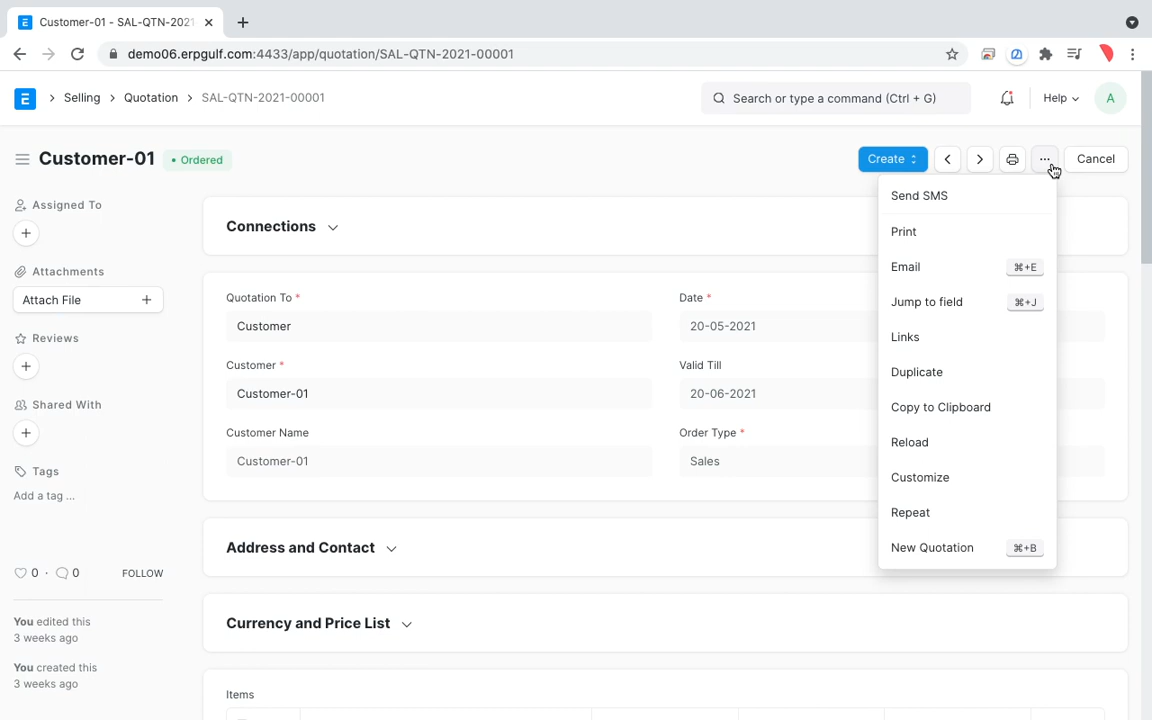 Customer-01 - SAL-QTN-2021
demo06.erpgulf.com:4433/app/quotation/SAL-QTN-2021-00001
E
Selling
Quotation
SAL-QTN-2021-00001
Search or type a command (Ctrl + G)
Help
A
Customer-01
Ordered
Create
Cancel
Assigned To
Attachments
Attach File
Reviews
Shared With
Tags
Add a tag ...
0 · 0
FOLLOW
You edited this
3 weeks ago
You created this
3 weeks ago
Connections
Quotation To *
Customer
Customer *
Customer-01
Customer Name
Customer-01
Date *
20-05-2021
Valid Till
20-06-2021
Order Type *
Sales
Address and Contact
Currency and Price List
Items
Send SMS
Print
Email ⌘+E
Jump to field ⌘+J
Links
Duplicate
Copy to Clipboard
Reload
Customize
Repeat
New Quotation ⌘+B